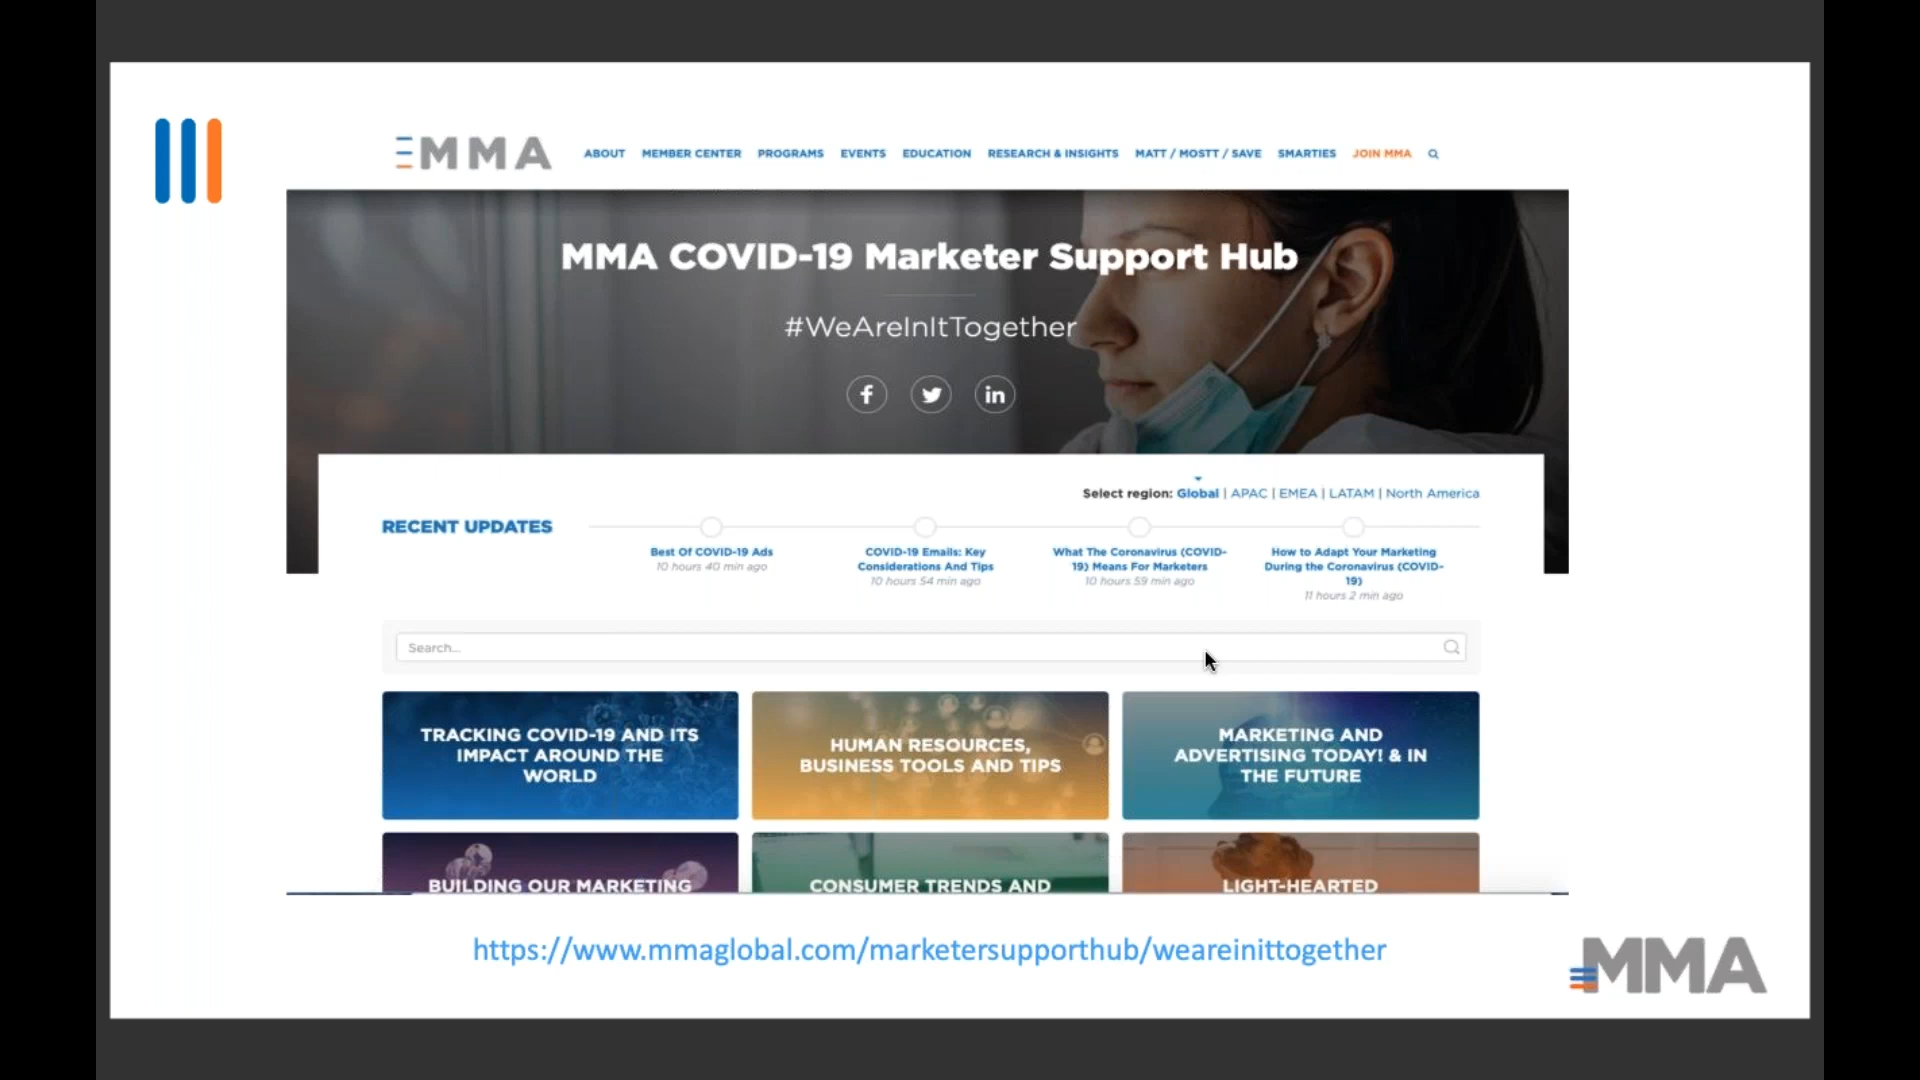 MMA
ABOUT MEMBER CENTER PROGRAMS EVENTS EDUCATION RESEARCH & INSIGHTS MATT / MOSTT / SAVE SMARTIES JOIN MMA
MMA COVID-19 Marketer Support Hub
#WeAreInItTogether
f in
Select region: Global | APAC | EMEA | LATAM | North America
RECENT UPDATES
Best Of COVID-19 Ads
10 hours 40 min ago
COVID-19 Emails: Key
Considerations And Tips
10 hours 54 min ago
What The Coronavirus (COVID-
19) Means For Marketers
10 hours 59 min ago
How to Adapt Your Marketing
During the Coronavirus (COVID-
19)
11 hours 2 min ago
Search...
TRACKING COVID-19 AND ITS
IMPACT AROUND THE
WORLD
HUMAN RESOURCES,
BUSINESS TOOLS AND TIPS
MARKETING AND
ADVERTISING TODAY! & IN
THE FUTURE
BUILDING OUR MARKETING
CONSUMER TRENDS AND
LIGHT-HEARTED
https://www.mmaglobal.com/marketersupporthub/weareinittogether
MMA